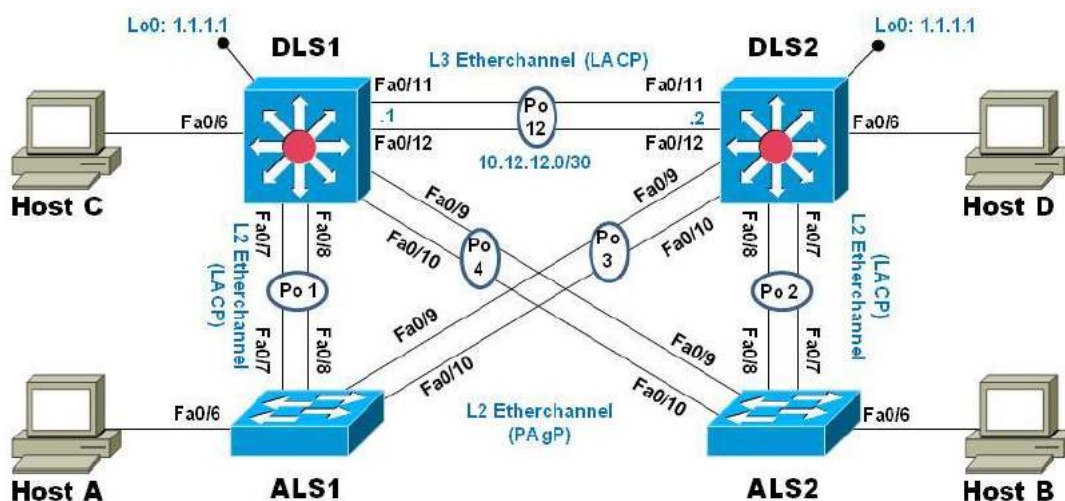 Lo0: 1.1.1.1
DLS1
DLS2
Lo0: 1.1.1.1
L3 Etherchannel (LACP)
Fa0/11
Fa0/11
Po
12
.1
.2
Fa0/6
Fa0/6
Fa0/12
Fa0/12
10.12.12.0/30
Host C
Host D
Fa0/9
Fa0/9
Fa0/10
Fa0/10
Po
4
Po
3
Fa0/7
Fa0/8
L2 Etherchannel
(LACP)
Po 1
Fa0/7
Fa0/8
Fa0/8
Fa0/7
L2 Etherchannel
(LACP)
Po 2
Fa0/8
Fa0/7
Fa0/9
Fa0/10
Fa0/9
Fa0/10
L2 Etherchannel
(PAgP)
Fa0/6
Fa0/6
Host A
ALS1
ALS2
Host B